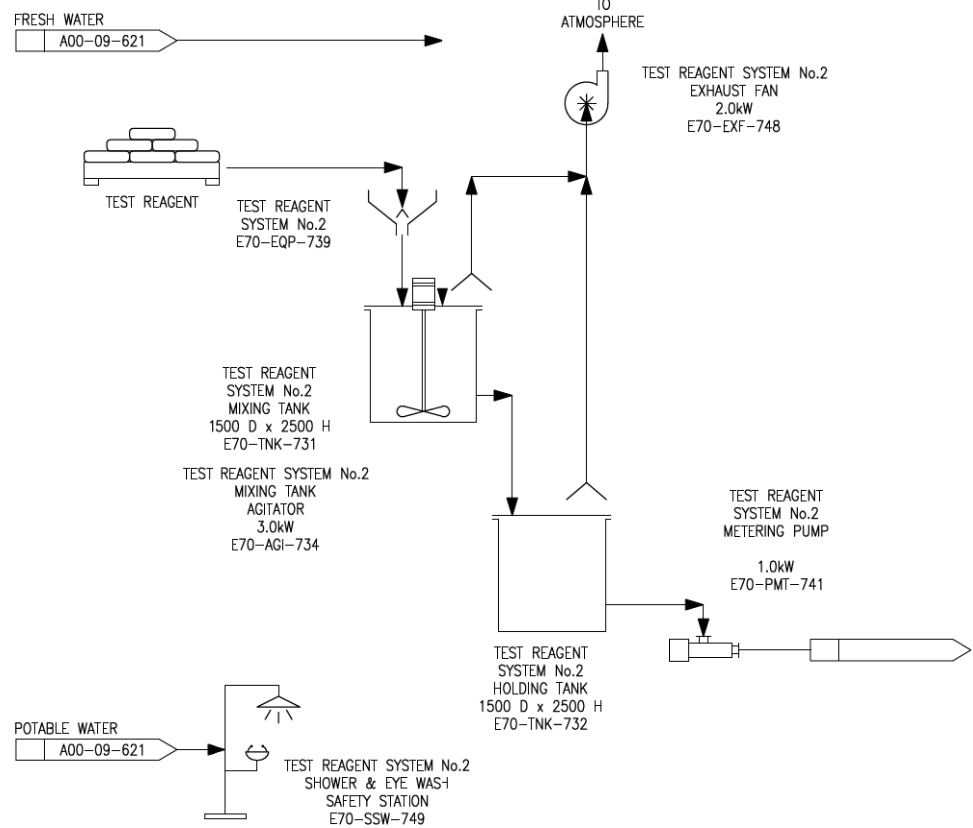 TO
ATMOSPHERE
FRESH WATER
A00-09-621
TEST REAGENT SYSTEM No.2
EXHAUST FAN
2.0kW
E70-EXF-748
TEST REAGENT
TEST REAGENT
SYSTEM No.2
E70-EQP-739
TEST REAGENT
SYSTEM No.2
MIXING TANK
1500 D x 2500 H
E70-TNK-731
TEST REAGENT SYSTEM No.2
MIXING TANK
AGITATOR
3.0kW
E70-AGI-734
TEST REAGENT
SYSTEM No.2
METERING PUMP
1.0kW
E70-PMT-741
TEST REAGENT
SYSTEM No.2
HOLDING TANK
1500 D x 2500 H
E70-TNK-732
POTABLE WATER
A00-09-621
TEST REAGENT SYSTEM No.2
SHOWER & EYE WASH
SAFETY STATION
E70-SSW-749